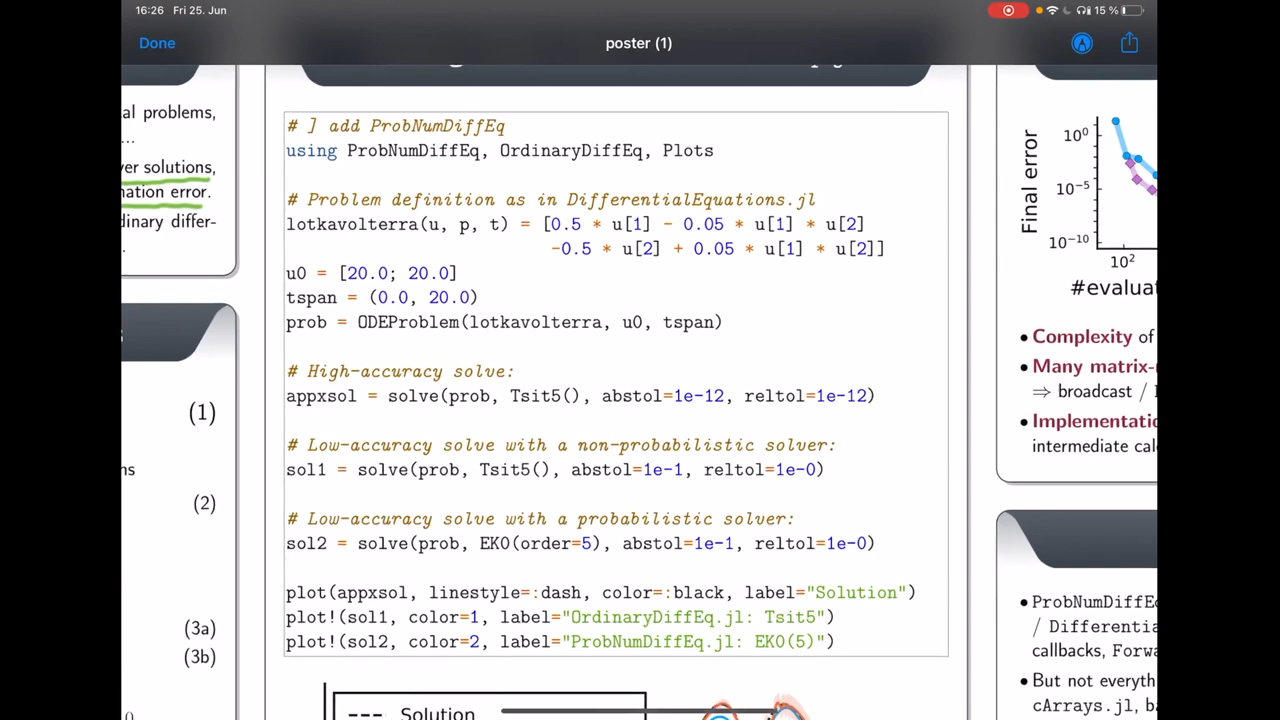 16:26 Fri 25. Jun
15 %
Done
poster (1)
al problems,
...
ver solutions,
nation error.
dinary differ-
(1)
ns
(2)
(3a)
(3b)
# ] add ProbNumDiffEq
using ProbNumDiffEq, OrdinaryDiffEq, Plots
# Problem definition as in DifferentialEquations.jl
lotkavolterra(u, p, t) = [0.5 * u[1] - 0.05 * u[1] * u[2]
-0.5 * u[2] + 0.05 * u[1] * u[2]]
u0 = [20.0; 20.0]
tspan = (0.0, 20.0)
prob = ODEProblem(lotkavolterra, u0, tspan)
# High-accuracy solve:
appxsol = solve(prob, Tsit5(), abstol=1e-12, reltol=1e-12)
# Low-accuracy solve with a non-probabilistic solver:
sol1 = solve(prob, Tsit5(), abstol=1e-1, reltol=1e-0)
# Low-accuracy solve with a probabilistic solver:
sol2 = solve(prob, EK0(order=5), abstol=1e-1, reltol=1e-0)
plot(appxsol, linestyle=:dash, color=:black, label="Solution")
plot!(sol1, color=1, label="OrdinaryDiffEq.jl: Tsit5")
plot!(sol2, color=2, label="ProbNumDiffEq.jl: EK0(5)")
Solution
Final error
10⁰
10⁻⁵
10⁻¹⁰
10²
#evaluat
• Complexity of
• Many matrix-
⇒ broadcast /
• Implementatio
intermediate calc
• ProbNumDiffE
/ Differentia
callbacks, Forw
• But not everyth
cArrays.jl, ba